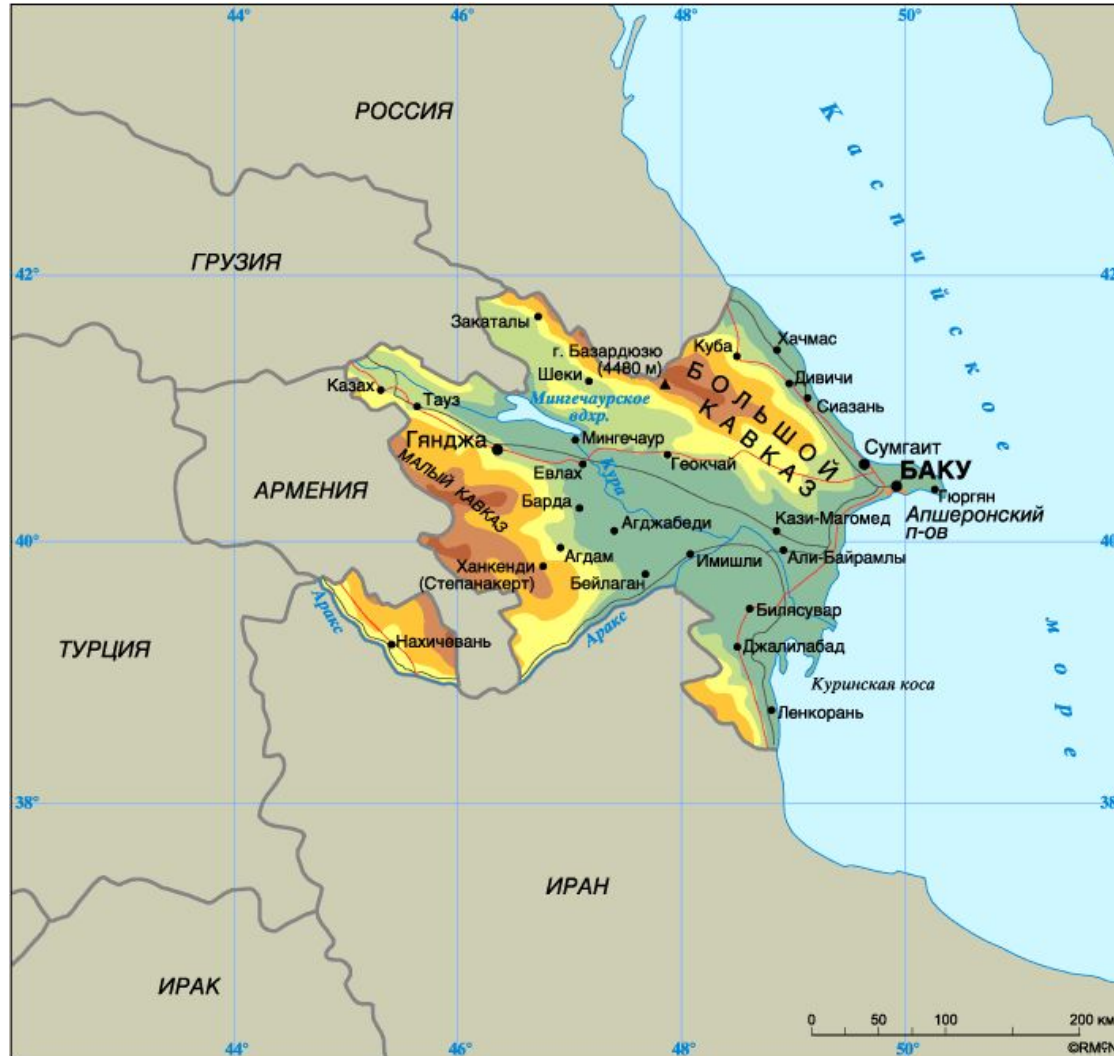 44°
46°
48°
50°
РОССИЯ
Каспийское
море
ГРУЗИЯ
42°
42°
Закаталы
г. Базардюзю
(4480 м)
Куба
Хачмас
Шеки
Дивичи
Казах
Тауз
Мингечаурское
вдхр.
БОЛЬШОЙ
КАВКАЗ
Сиазань
Гянджа
Мингечаур
Сумгаит
Евлах
Кура
Геокчай
БАКУ
МАЛЫЙ КАВКАЗ
АРМЕНИЯ
Барда
Гюргян
Апшеронский
п-ов
Агджабеди
Кази-Магомед
40°
40°
Агдам
Имишли
Али-Байрамлы
Ханкенди
(Степанакерт)
Бейлаган
Аракс
Аракс
Билясувар
Нахичевань
Джалилабад
ТУРЦИЯ
Куринская коса
Ленкорань
38°
38°
ИРАН
ИРАК
0 50 100 200 км
44°
46°
48°
50°
©RMcN